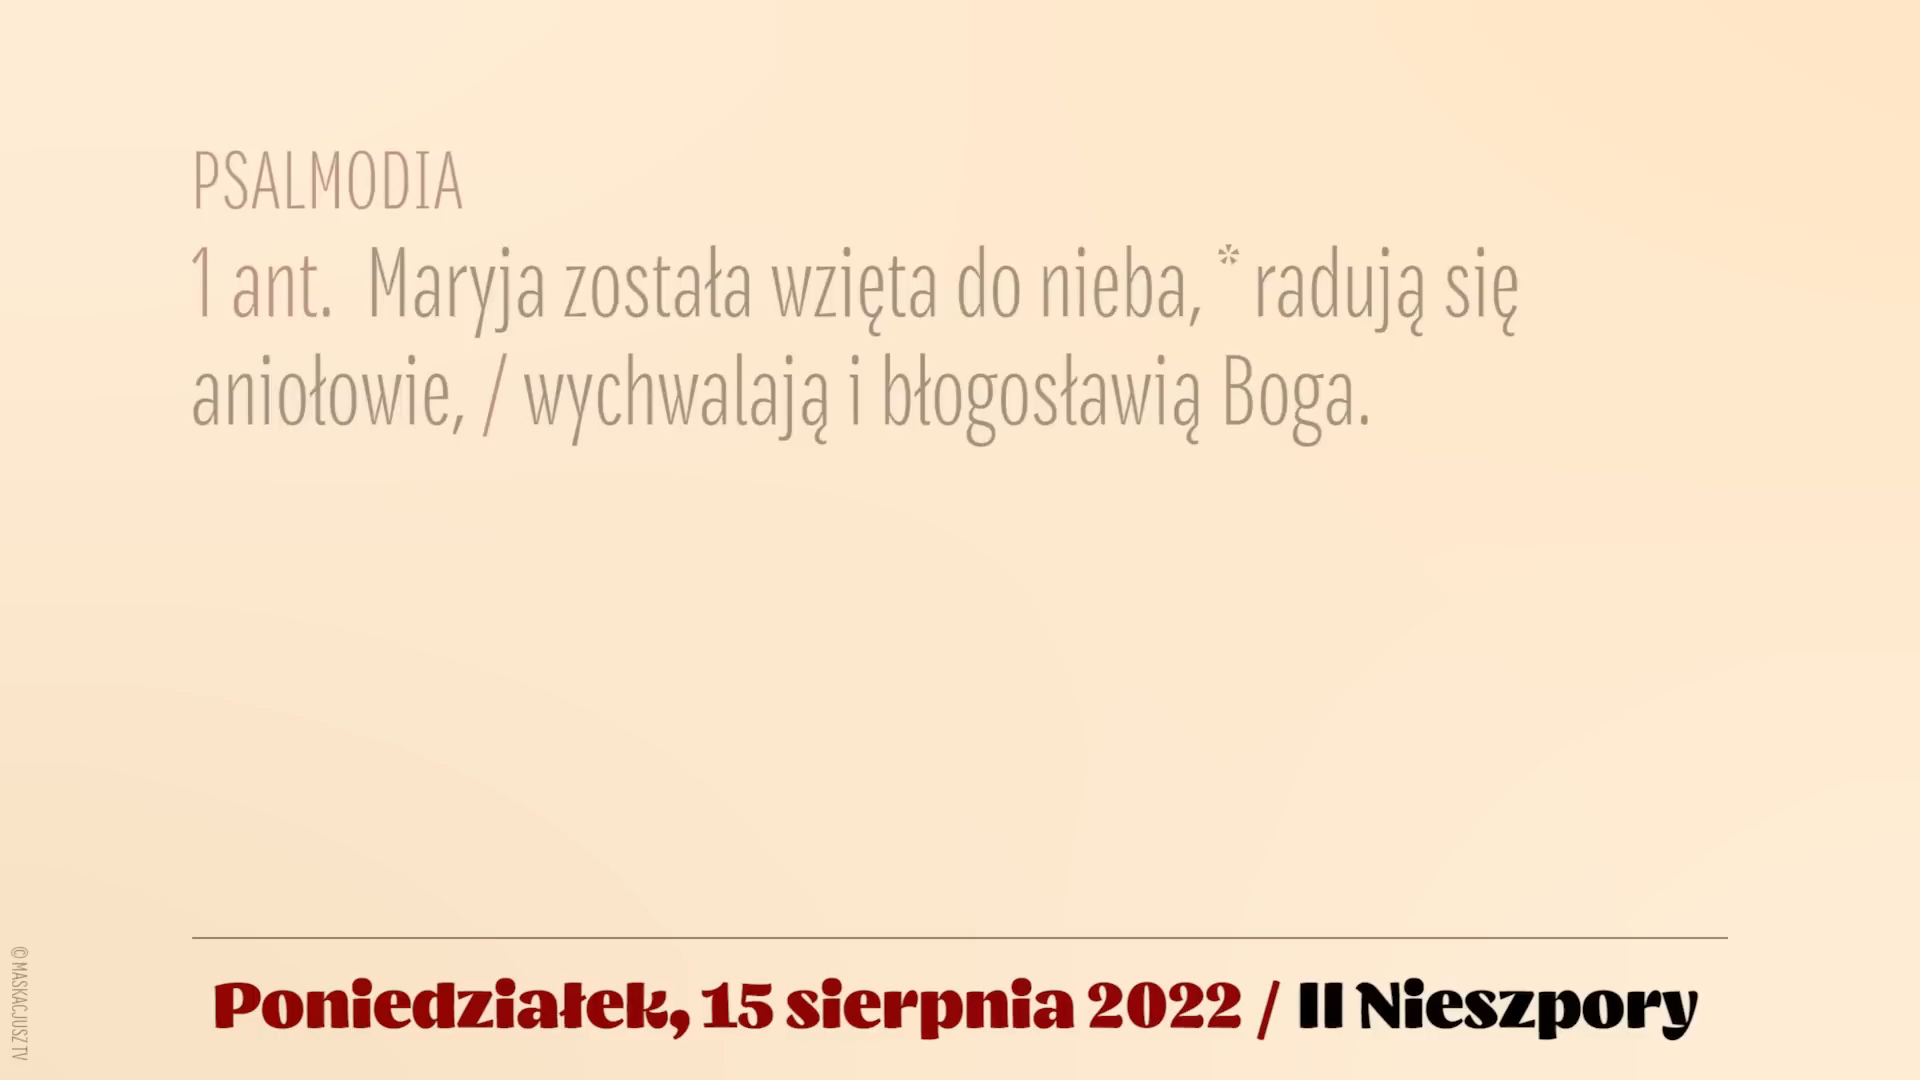 PSALMODIA
1 ant. Maryja została wzięta do nieba, * radują się
aniołowie, / wychwalają i błogosławią Boga.
Poniedziałek, 15 sierpnia 2022 / II Nieszpory
© MASKACJUSZ TV